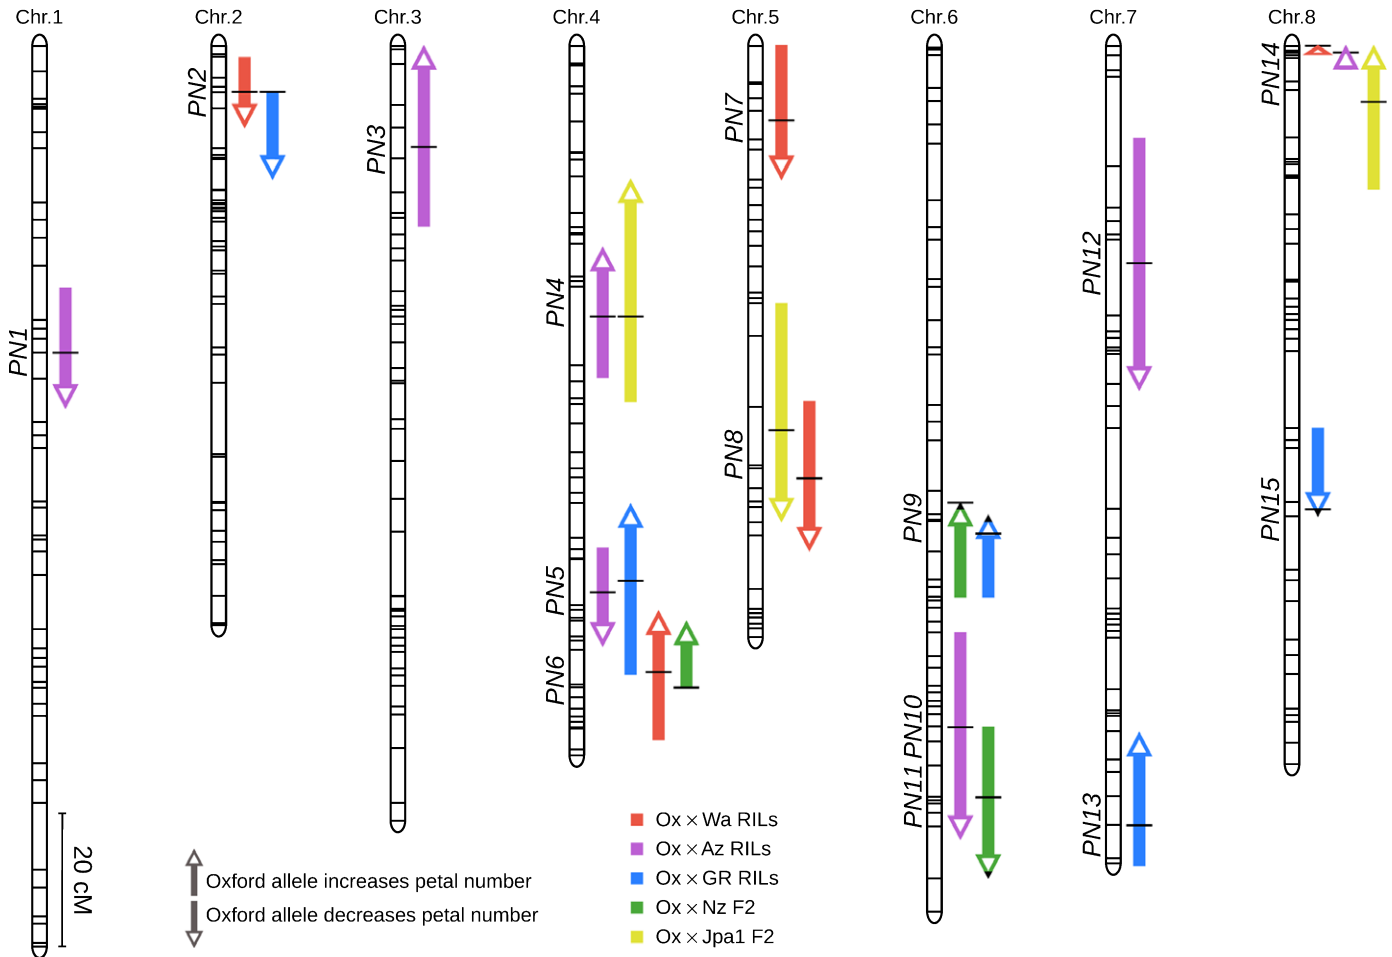 Chr.1
Chr.2
Chr.3
Chr.4
Chr.5
Chr.6
Chr.7
Chr.8
PN1
PN2
PN3
PN4
PN5
PN6
PN7
PN8
PN9
PN10
PN11
PN12
PN13
PN14
PN15
20 cM
Oxford allele increases petal number
Oxford allele decreases petal number
Ox × Wa RILs
Ox × Az RILs
Ox × GR RILs
Ox × Nz F2
Ox × Jpa1 F2